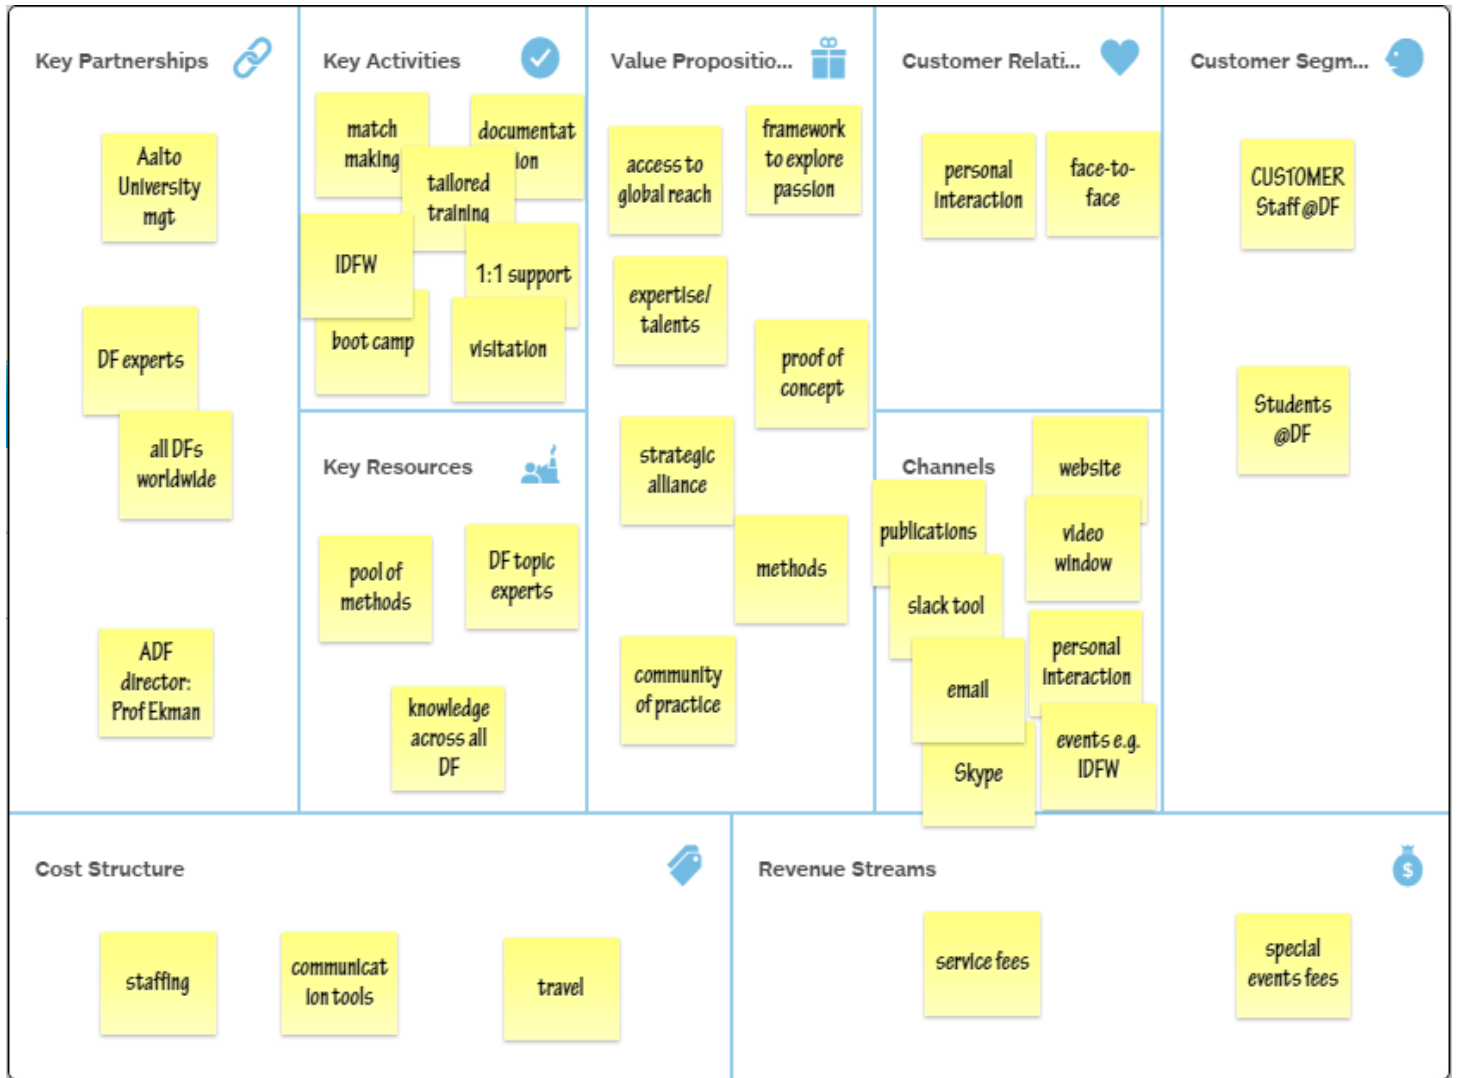 Key Partnerships
Aalto
University
mgt
DF experts
all DFs
worldwide
ADF
director:
Prof Ekman
Key Activities
match
making
documentat
ion
tailored
training
IDFW
1:1 support
boot camp
visitation
Key Resources
pool of
methods
DF topic
experts
knowledge
across all
DF
Value Propositio...
access to
global reach
framework
to explore
passion
expertise/
talents
proof of
concept
strategic
alliance
methods
community
of practice
Customer Relati...
personal
interaction
face-to-
face
Channels
website
publications
video
window
slack tool
personal
interaction
email
events e.g.
IDFW
Skype
Customer Segm...
CUSTOMER
Staff@DF
Students
@DF
Cost Structure
staffing
communicat
ion tools
travel
Revenue Streams
service fees
special
events fees
$